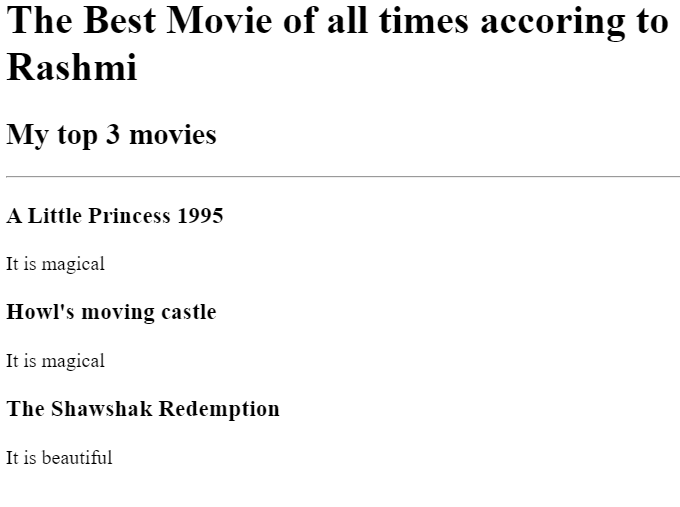 The Best Movie of all times accoring to
Rashmi
My top 3 movies
A Little Princess 1995
It is magical
Howl's moving castle
It is magical
The Shawshak Redemption
It is beautiful